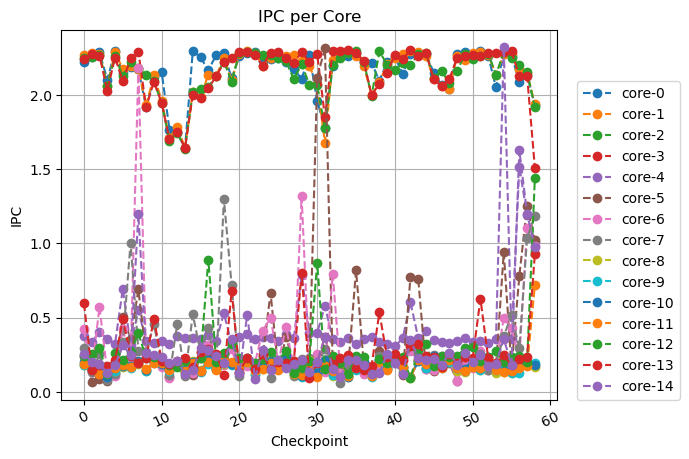 IPC per Core
IPC
2.0
1.5
1.0
0.5
0.0
0
10
20
30
40
50
60
Checkpoint
core-0
core-1
core-2
core-3
core-4
core-5
core-6
core-7
core-8
core-9
core-10
core-11
core-12
core-13
core-14